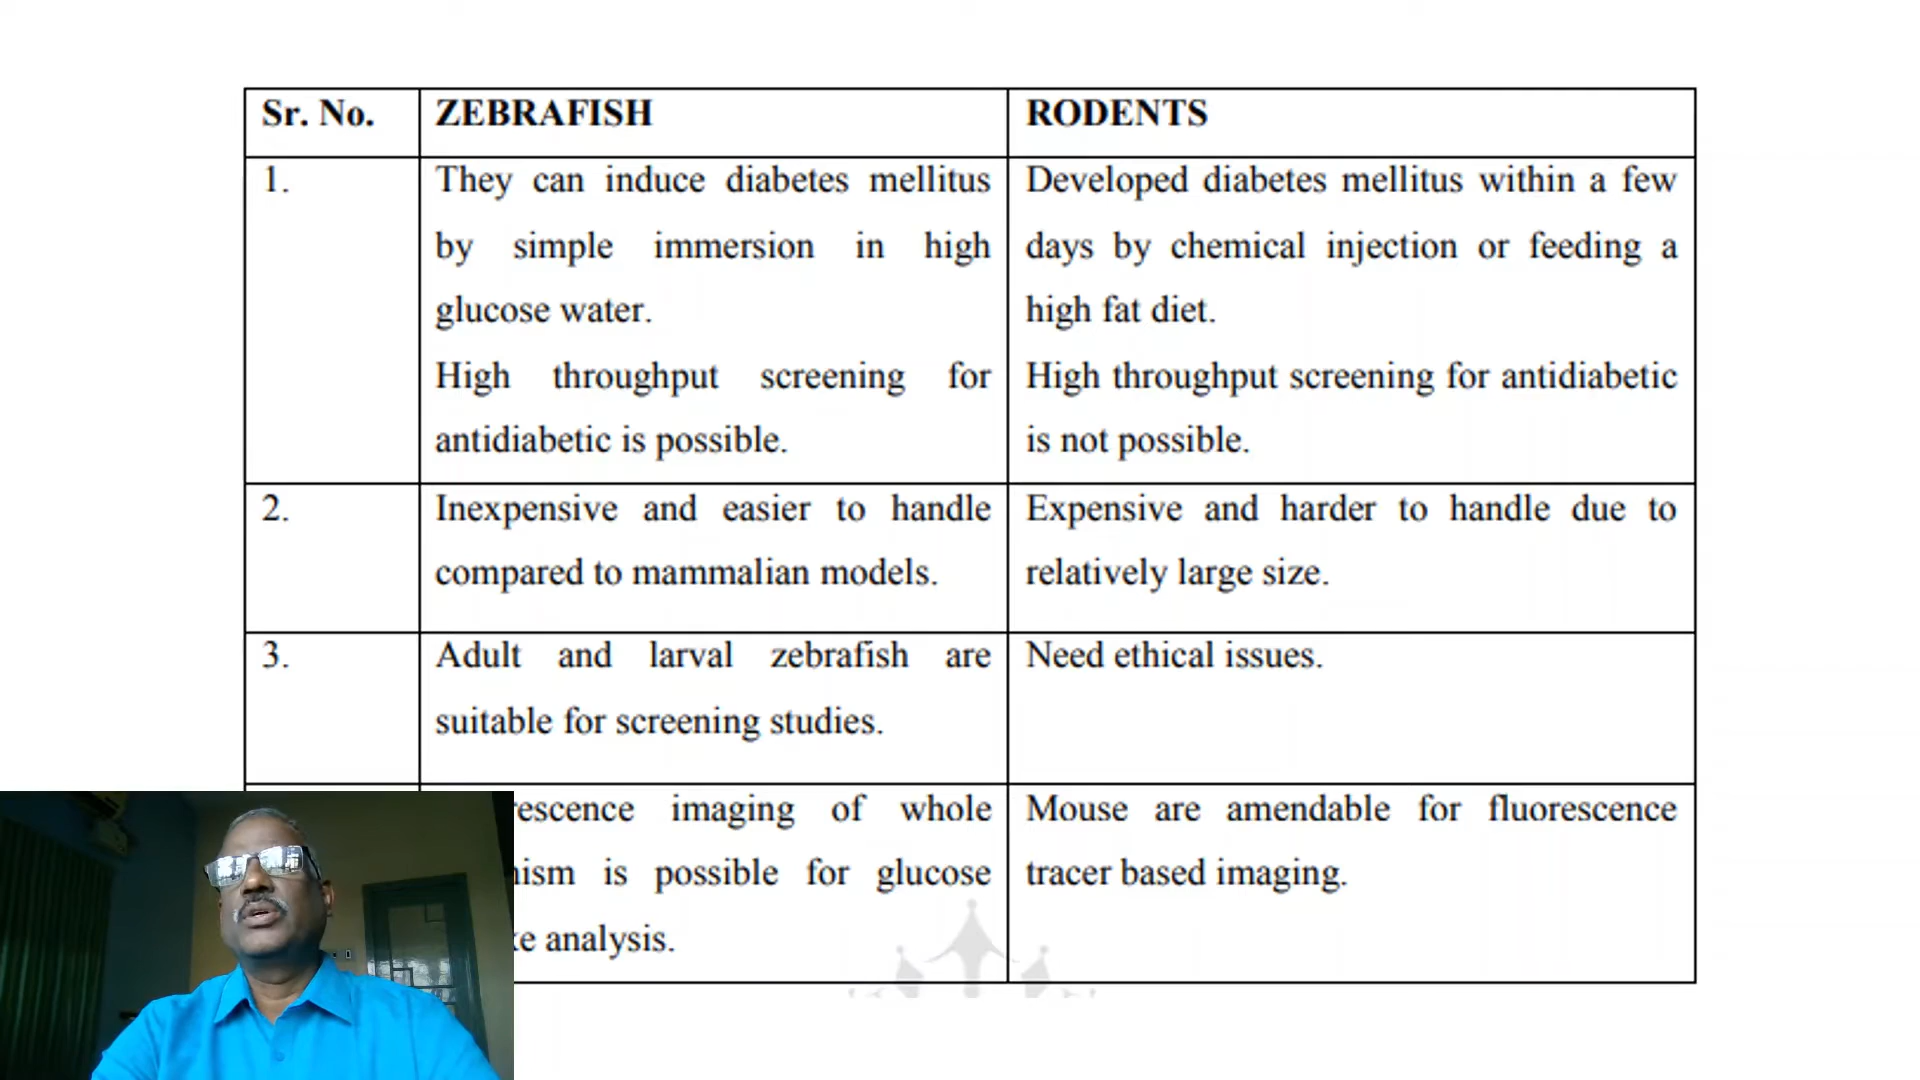 Sr. No. ZEBRAFISH RODENTS
1. They can induce diabetes mellitus Developed diabetes mellitus within a few
by simple immersion in high days by chemical injection or feeding a
glucose water. high fat diet.
High throughput screening for High throughput screening for antidiabetic
antidiabetic is possible. is not possible.
2. Inexpensive and easier to handle Expensive and harder to handle due to
compared to mammalian models. relatively large size.
3. Adult and larval zebrafish are Need ethical issues.
suitable for screening studies.
imaging of whole Mouse are amendable for fluorescence
is possible for glucose tracer based imaging.
analysis.